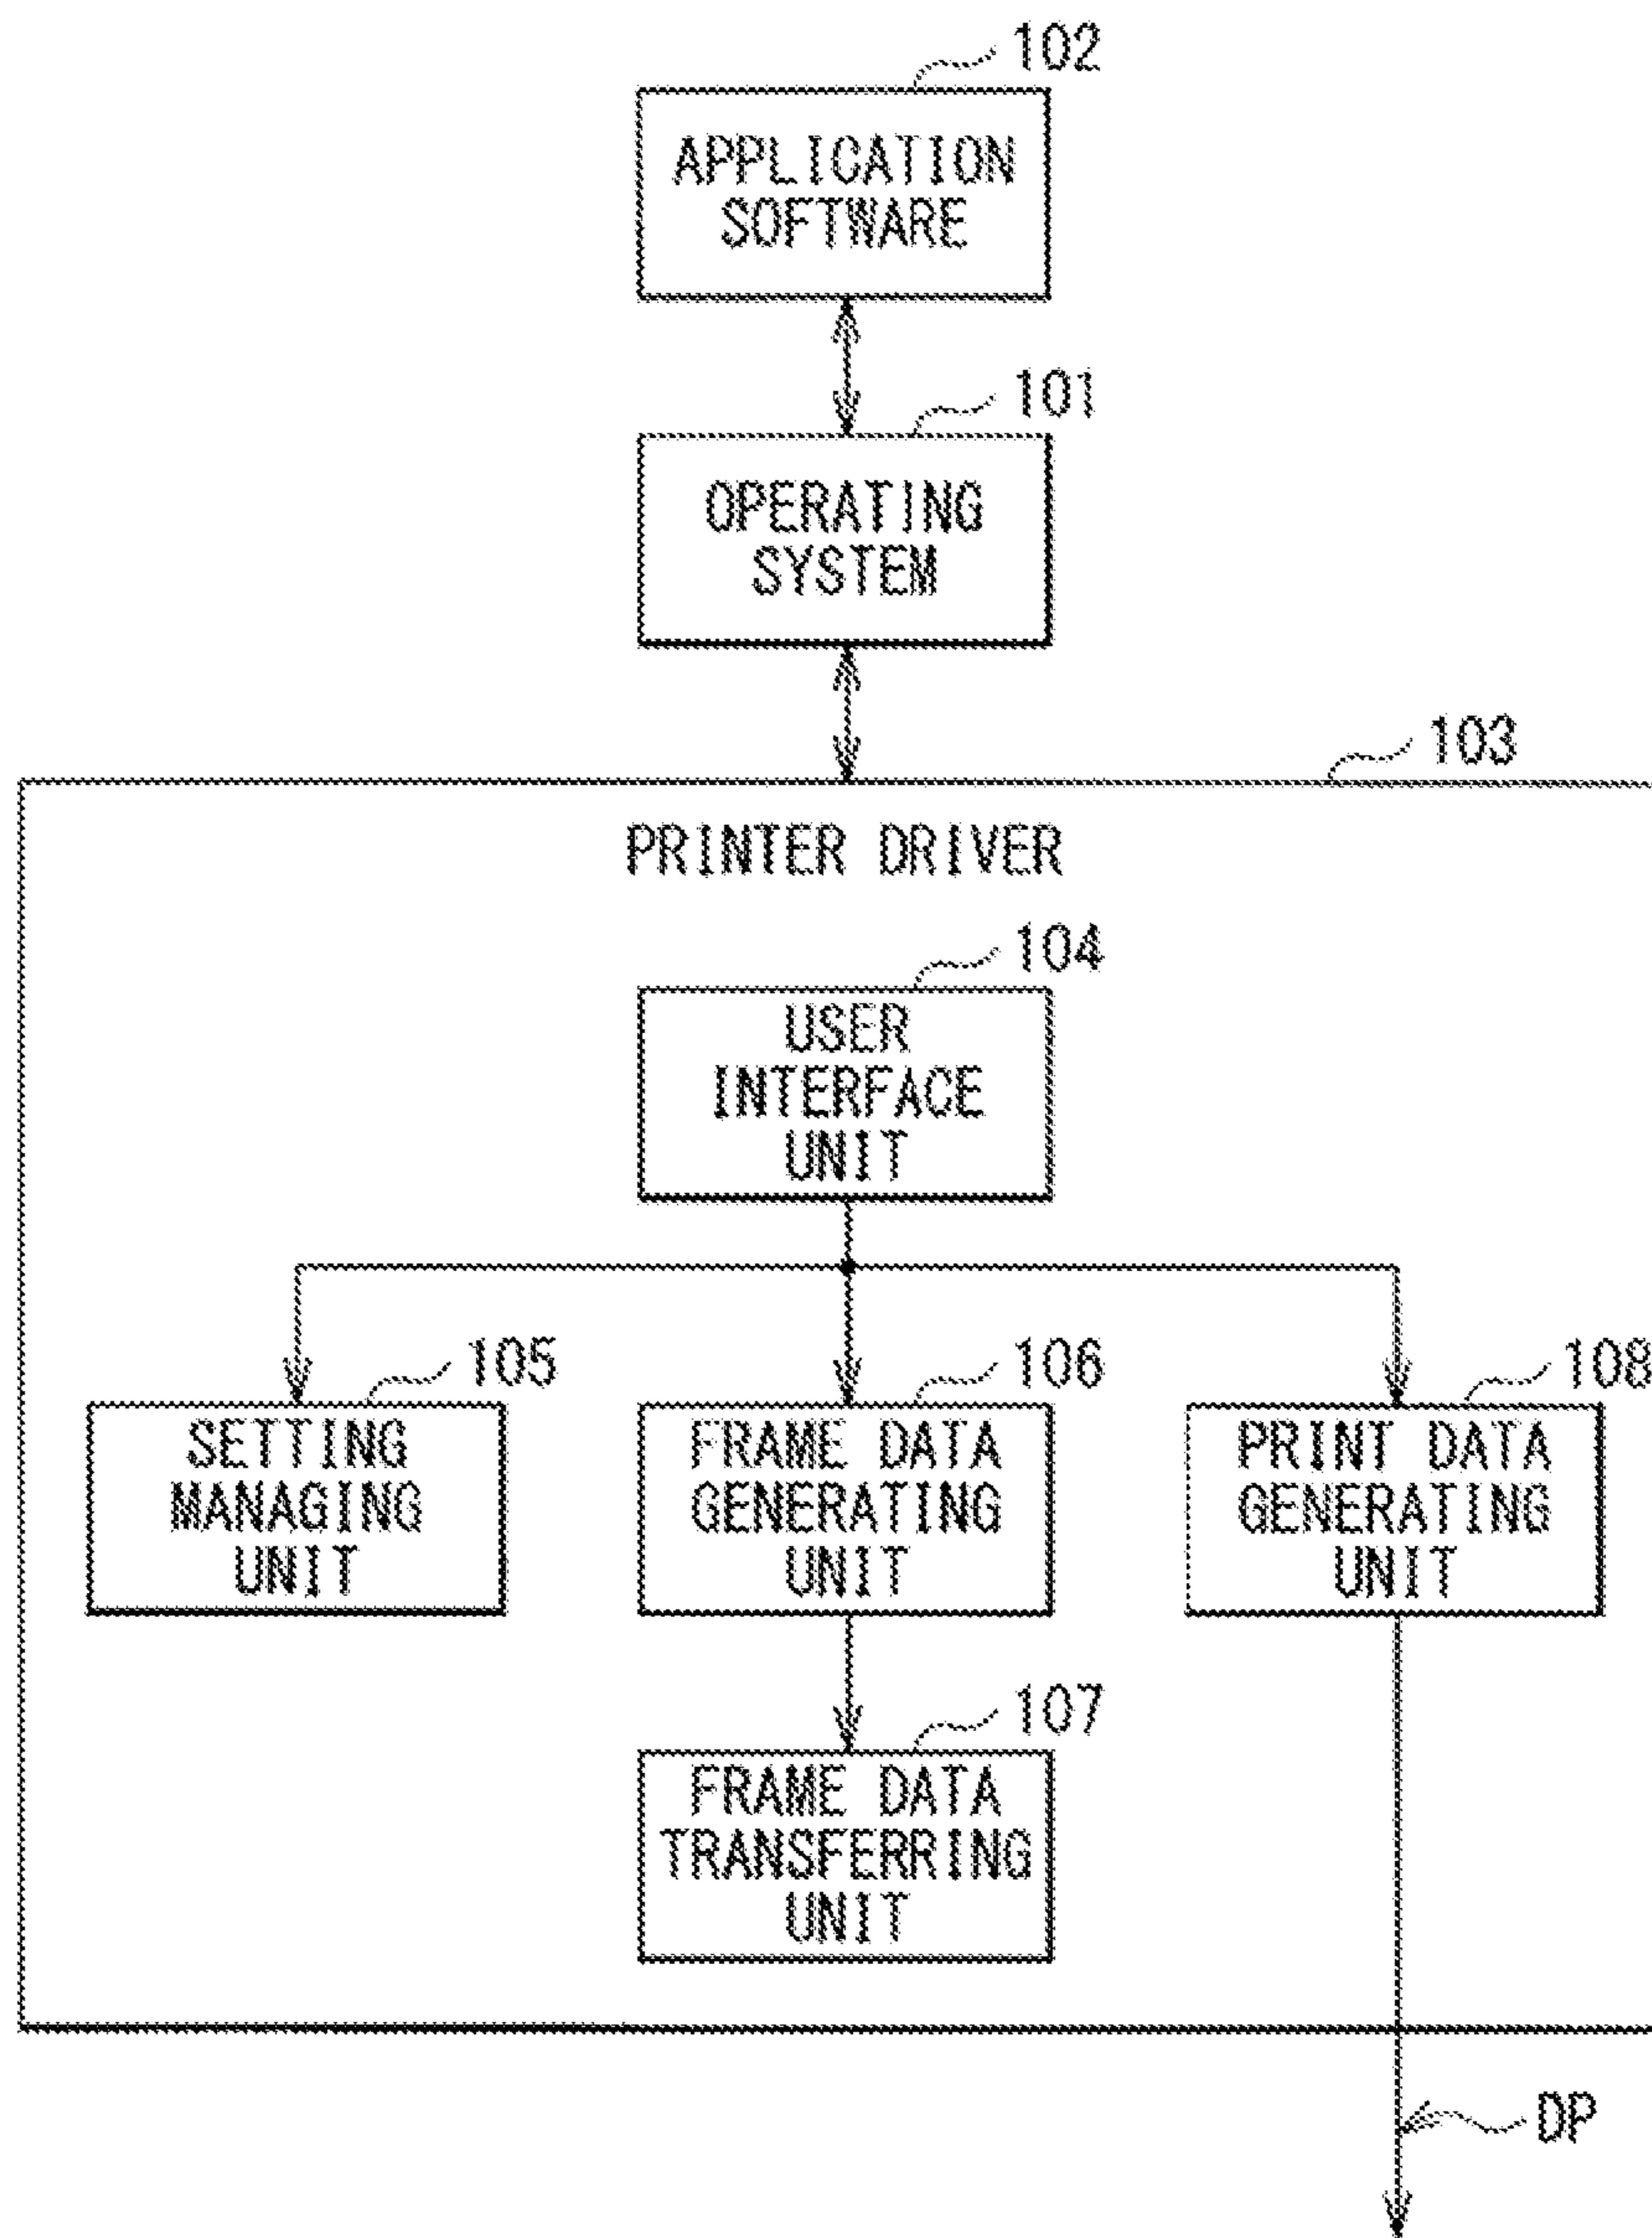 102
APPLICATION
SOFTWARE
101
OPERATING
SYSTEM
103
PRINTER DRIVER
104
USER
INTERFACE
UNIT
105
SETTING
MANAGING
UNIT
106
FRAME DATA
GENERATING
UNIT
108
PRINT DATA
GENERATING
UNIT
107
FRAME DATA
TRANSFERRING
UNIT
DP